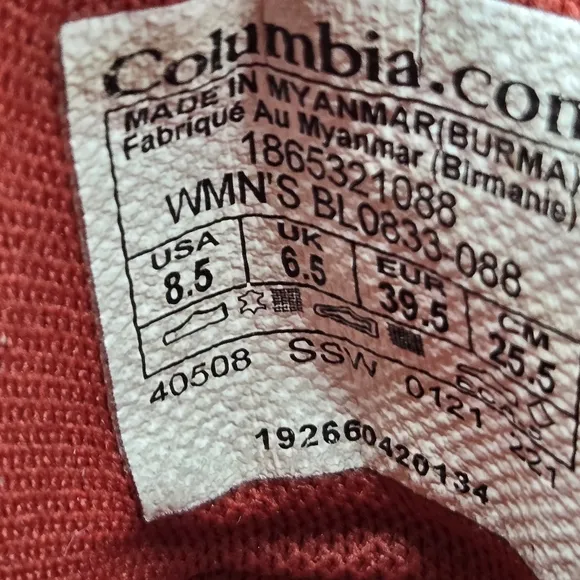 Columbia.com
MADE IN MYANMAR(BURMA)
Fabriqué Au Myanmar (Birmanie)
1865321088
WMN'S BL0833-088
USA UK EUR CM
8.5 6.5 39.5 25.5
40508 SSW 0121 221
192660420134